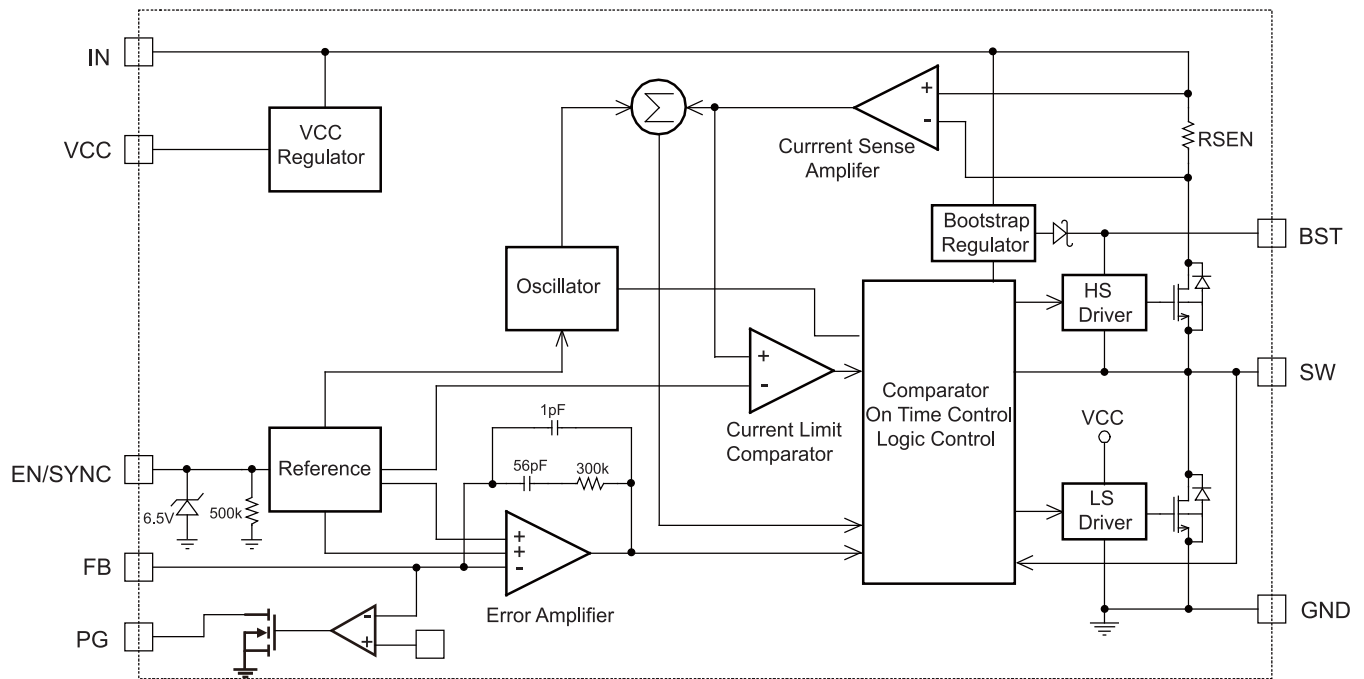 IN
VCC
VCC
Regulator
Σ
+
-
Currrent Sense
Amplifer
RSEN
Bootstrap
Regulator
BST
Oscillator
HS
Driver
+
-
Current Limit
Comparator
Comparator
On Time Control
Logic Control
SW
VCC
1pF
56pF
300k
EN/SYNC
Reference
6.5V
500k
LS
Driver
+
+
-
Error Amplifier
FB
PG
-
+
GND